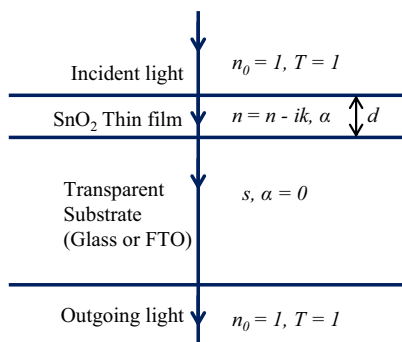 Incident light
n₀ = 1, T = 1
SnO₂ Thin film
n = n - ik, α
d
Transparent
Substrate
(Glass or FTO)
s, α = 0
Outgoing light
n₀ = 1, T = 1